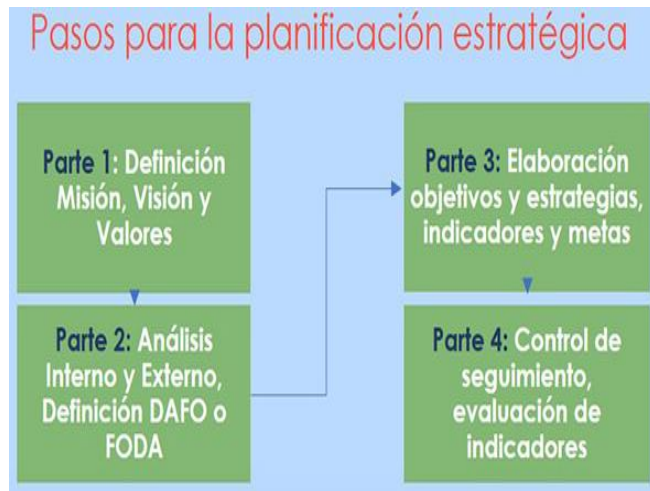 Pasos para la planificación estratégica
Parte 1: Definición
Misión, Visión y
Valores
Parte 2: Análisis
Interno y Externo,
Definición DAFO o
FODA
Parte 3: Elaboración
objetivos y estrategias,
indicadores y metas
Parte 4: Control de
seguimiento,
evaluación de
indicadores